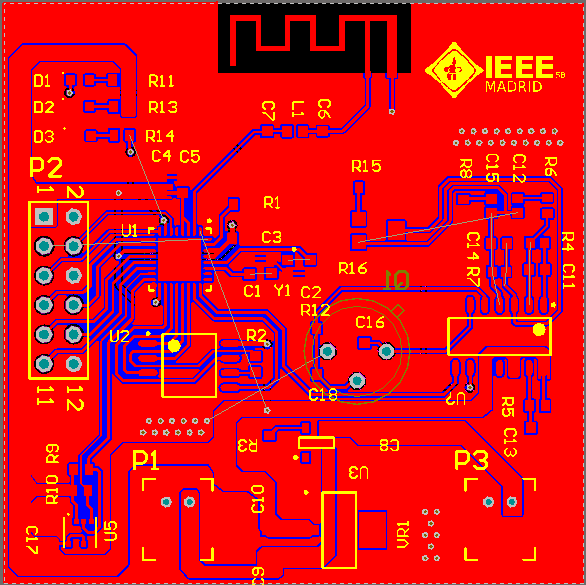 IEEE SB
MADRID
D1
R11
D2
R13
D3
R14
C7
L1
C6
C4 C5
P2
1 2
R15
R8
C15
C12
R6
U1
R1
C3
C14
R4
R7
C11
C1
Y1
C2
R16
Q1
R12
C16
U2
R2
11 12
C18
U?
R5
C13
R3
C8
R9
P1
U3
P3
R10
C10
C17
U5
VR1
C9